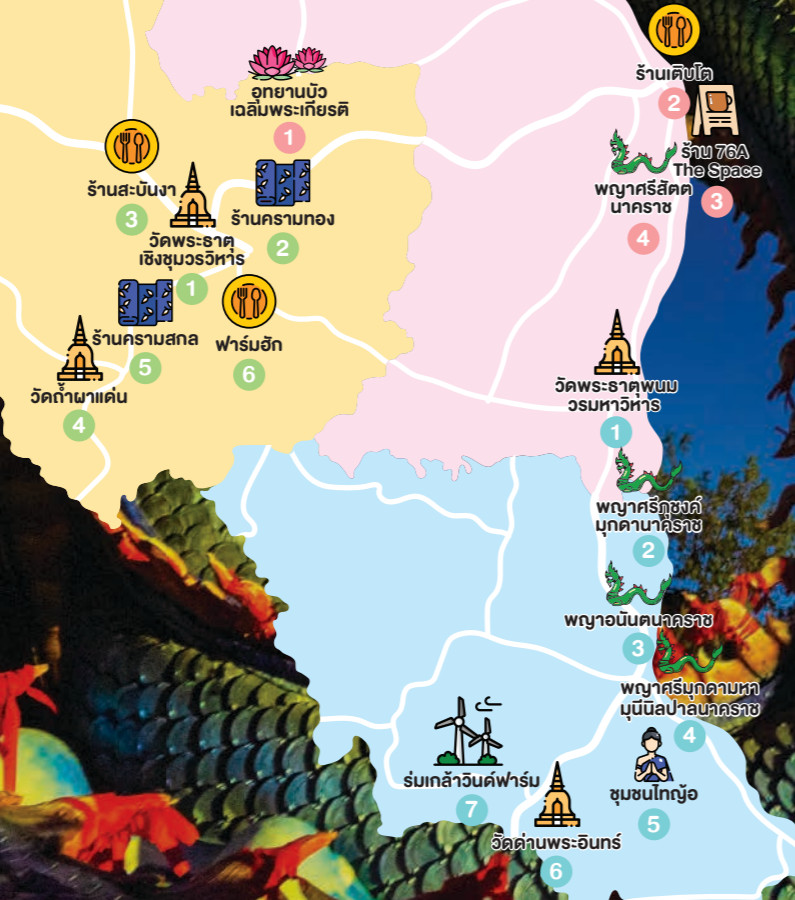 ร้านเติบโต
2
อุทยานบัว
เฉลิมพระเกียรติ
1
ร้าน 76A
The Space
3
พญาศรีสัตต
นาคราช
4
ร้านสะบันงา
3
ร้านครามทอง
2
วัดพระธาตุ
เชิงชุมวรวิหาร
1
ร้านครามสกล
5
ฟาร์มฮัก
6
วัดถ้ำผาแด่น
4
วัดพระธาตุพนม
วรมหาวิหาร
1
พญาศรีภุชงค์
มุกดานาคราช
2
พญาอนันตนาคราช
3
พญาศรีมุกดามหา
มุนีนิลปาลนาคราช
4
ร่มเกล้าวินด์ฟาร์ม
7
ชุมชนไทญ้อ
5
วัดด่านพระอินทร์
6